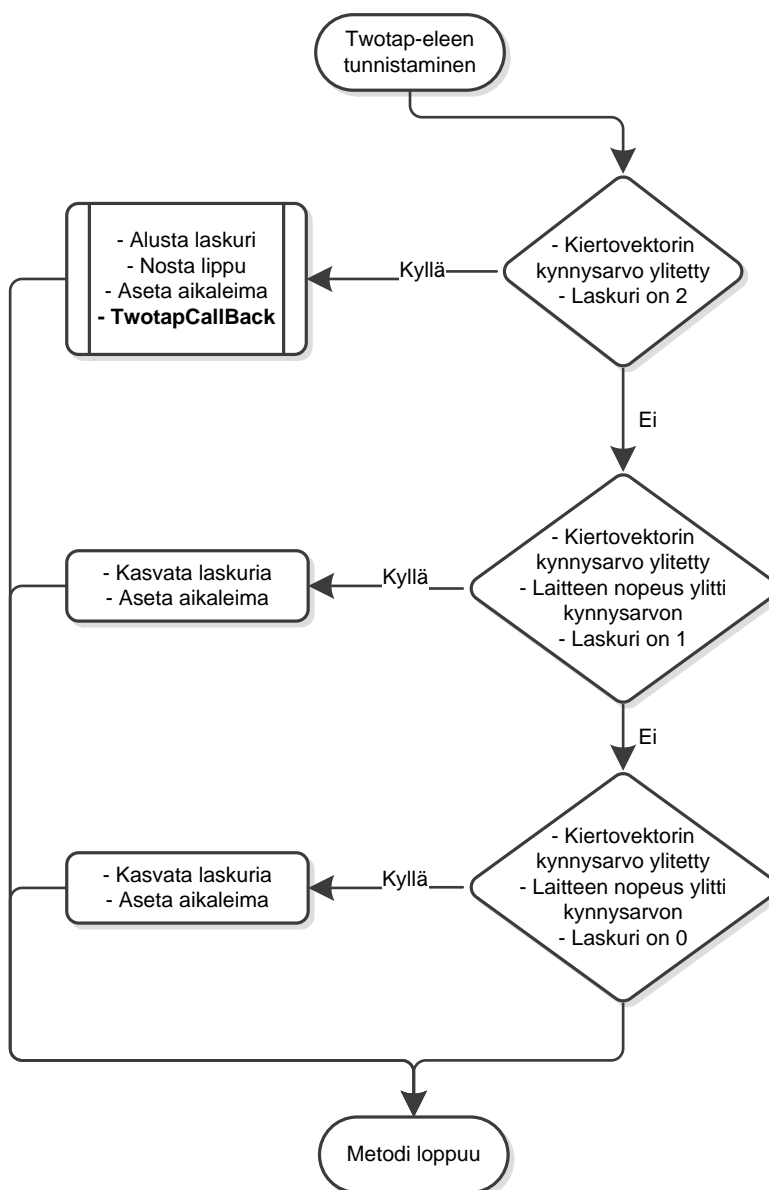 Twotap-eleen
tunnistaminen
- Kiertovektorin
kynnysarvo ylitetty
- Laskuri on 2
Kyllä
- Alusta laskuri
- Nosta lippu
- Aseta aikaleima
- TwotapCallBack
Ei
- Kiertovektorin
kynnysarvo ylitetty
- Laitteen nopeus ylitti
kynnysarvon
- Laskuri on 1
Kyllä
- Kasvata laskuria
- Aseta aikaleima
Ei
- Kiertovektorin
kynnysarvo ylitetty
- Laitteen nopeus ylitti
kynnysarvon
- Laskuri on 0
Kyllä
- Kasvata laskuria
- Aseta aikaleima
Metodi loppuu